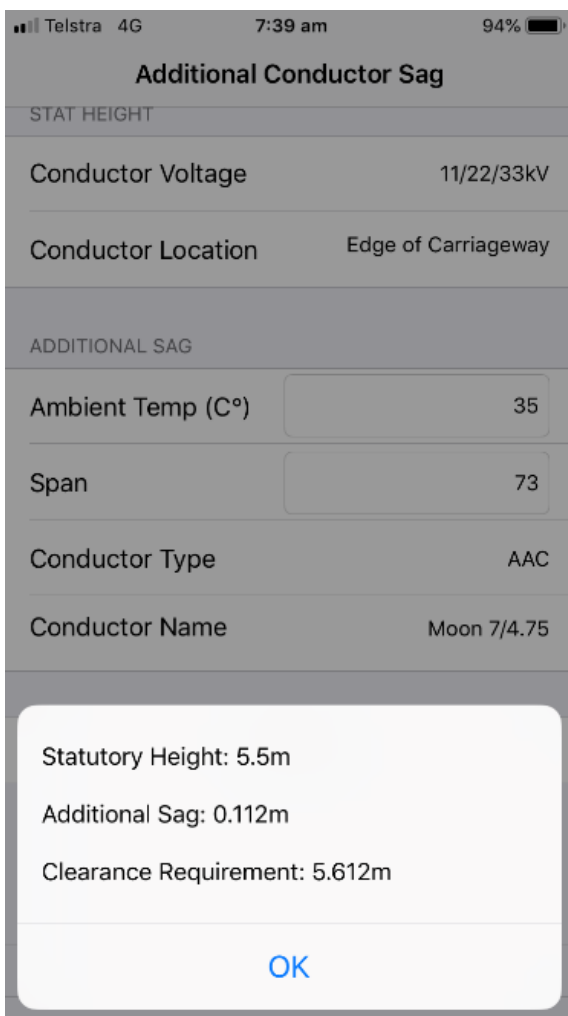 Telstra 4G 7:39 am 94%
Additional Conductor Sag
STAT HEIGHT
Conductor Voltage 11/22/33kV
Conductor Location Edge of Carriageway
ADDITIONAL SAG
Ambient Temp (C°) 35
Span 73
Conductor Type AAC
Conductor Name Moon 7/4.75
Statutory Height: 5.5m
Additional Sag: 0.112m
Clearance Requirement: 5.612m
OK